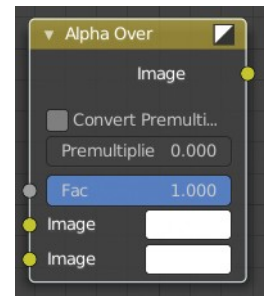 Alpha Over
Image
Convert Premulti...
Premultiplie 0.000
Fac 1.000
Image
Image